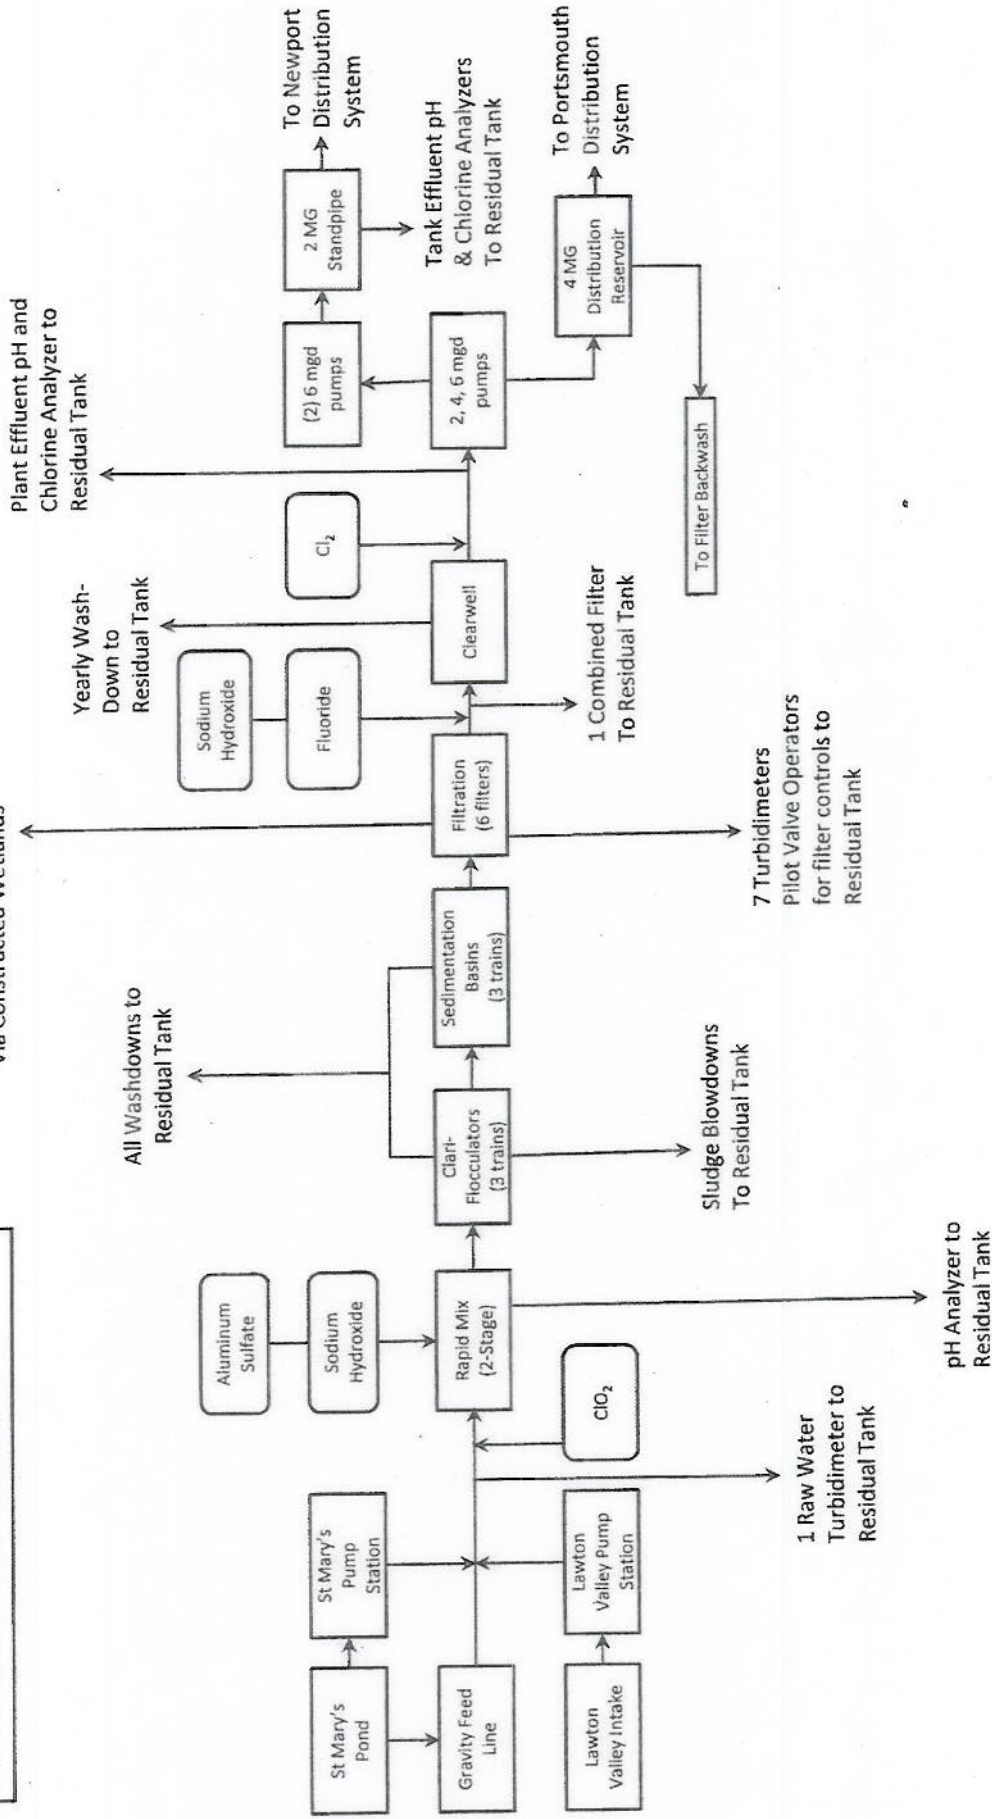 Via Constructed Wetlands
Plant Effluent pH and
Chlorine Analyzer to
Residual Tank
Yearly Wash-
Down to
Residual Tank
All Washdowns to
Residual Tank
Aluminum
Sulfate
Sodium
Hydroxide
Sodium
Hydroxide
Fluoride
Cl₂
St Mary's
Pond
St Mary's
Pump
Station
(2) 6 mgd
pumps
2 MG
Standpipe
To Newport
Distribution
System
Tank Effluent pH
& Chlorine Analyzers
To Residual Tank
Gravity Feed
Line
Rapid Mix
(2-Stage)
Clari-
Flocculators
(3 trains)
Sedimentation
Basins
(3 trains)
Filtration
(6 filters)
Clearwell
2, 4, 6 mgd
pumps
Lawton
Valley Intake
Lawton
Valley Pump
Station
ClO₂
1 Combined Filter
To Residual Tank
4 MG
Distribution
Reservoir
To Portsmouth
Distribution
System
To Filter Backwash
Sludge Blowdowns
To Residual Tank
7 Turbidimeters
Pilot Valve Operators
for filter controls to
Residual Tank
1 Raw Water
Turbidimeter to
Residual Tank
pH Analyzer to
Residual Tank